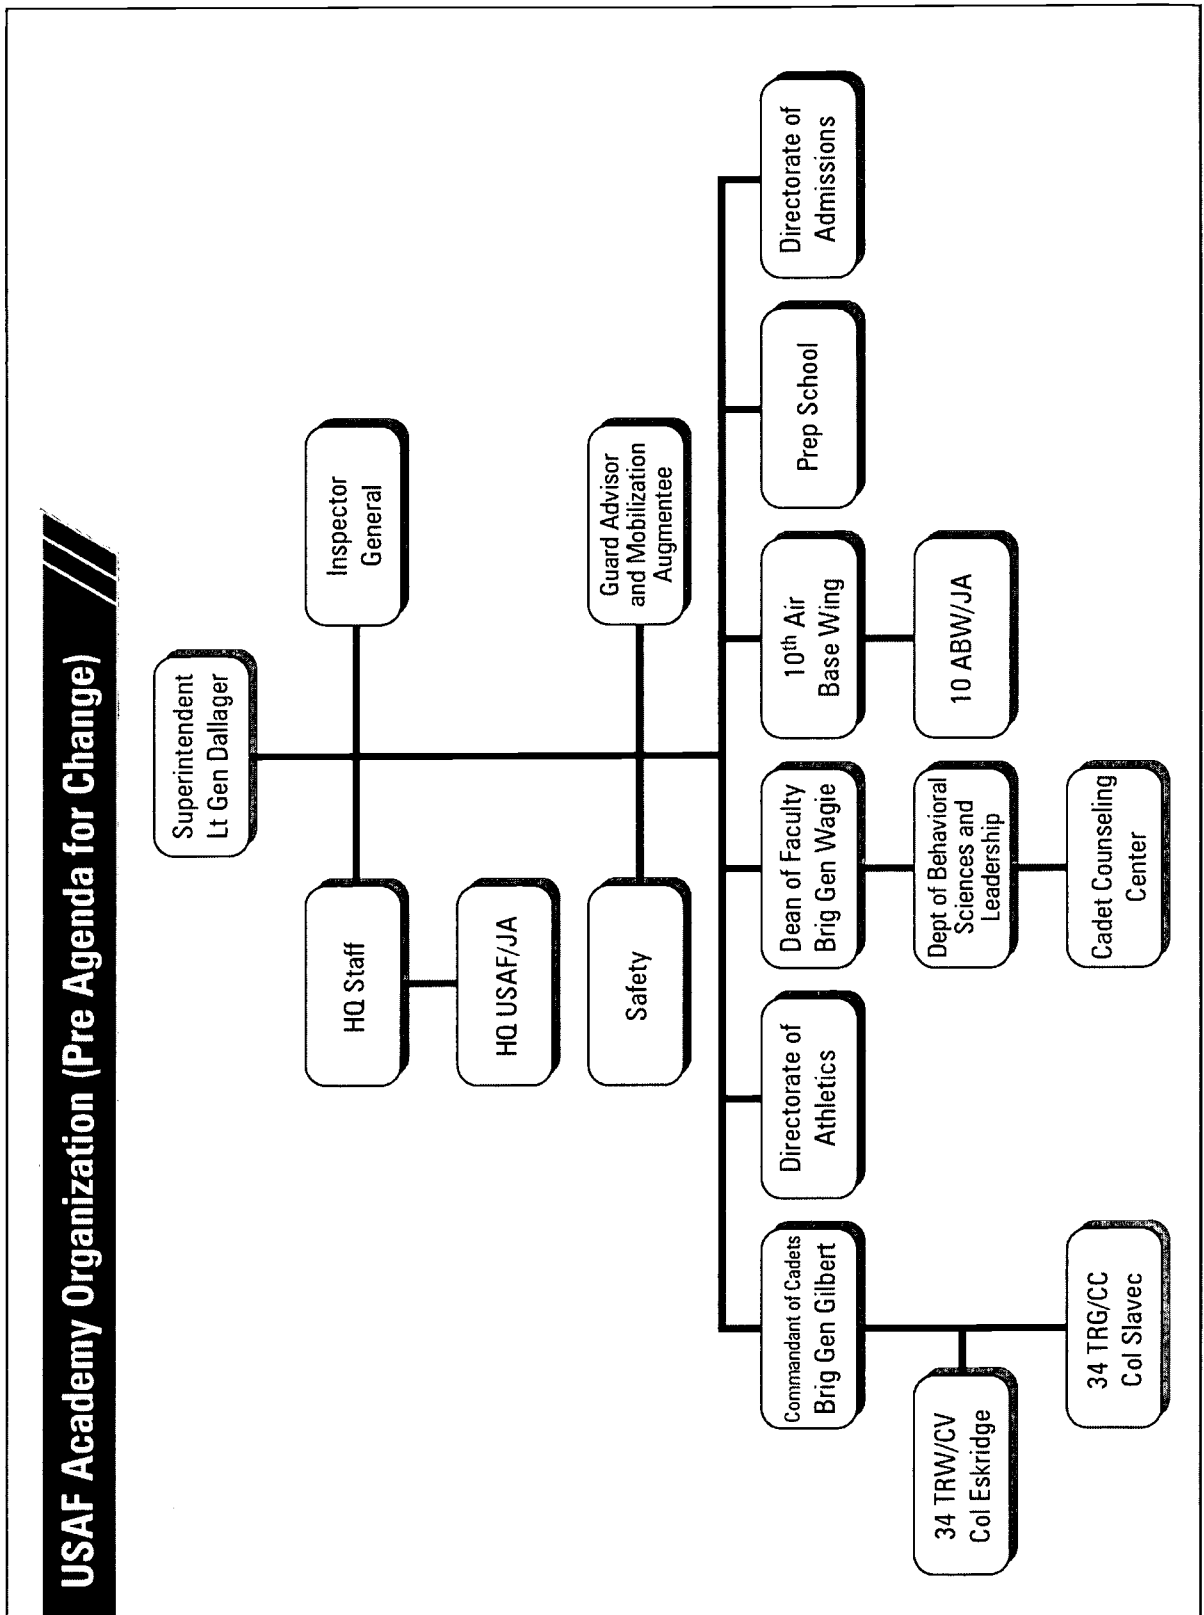 USAF Academy Organization (Pre Agenda for Change)
Superintendent
Lt Gen Dallager
HQ Staff
Inspector
General
HQ USAF/JA
Safety
Guard Advisor
and Mobilization
Augmentee
Commandant of Cadets
Brig Gen Gilbert
Directorate of
Athletics
Dean of Faculty
Brig Gen Wagie
10th Air
Base Wing
Prep School
Directorate of
Admissions
34 TRW/CV
Col Eskridge
Dept of Behavioral
Sciences and
Leadership
10 ABW/JA
34 TRG/CC
Col Slavec
Cadet Counseling
Center